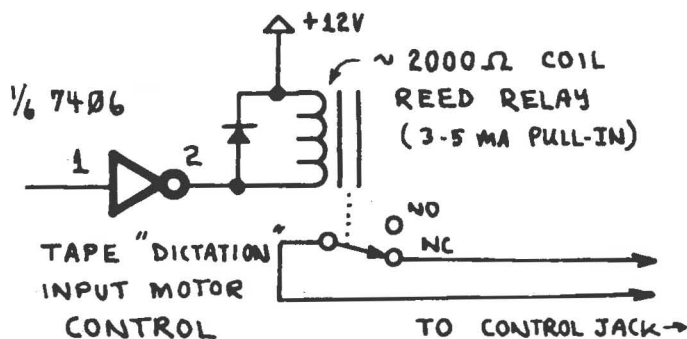 +12V
~ 2000Ω COIL
REED RELAY
(3-5 MA PULL-IN)
1/6 7406
1
2
NO
NC
TAPE "DICTATION"
INPUT MOTOR
CONTROL
TO CONTROL JACK→